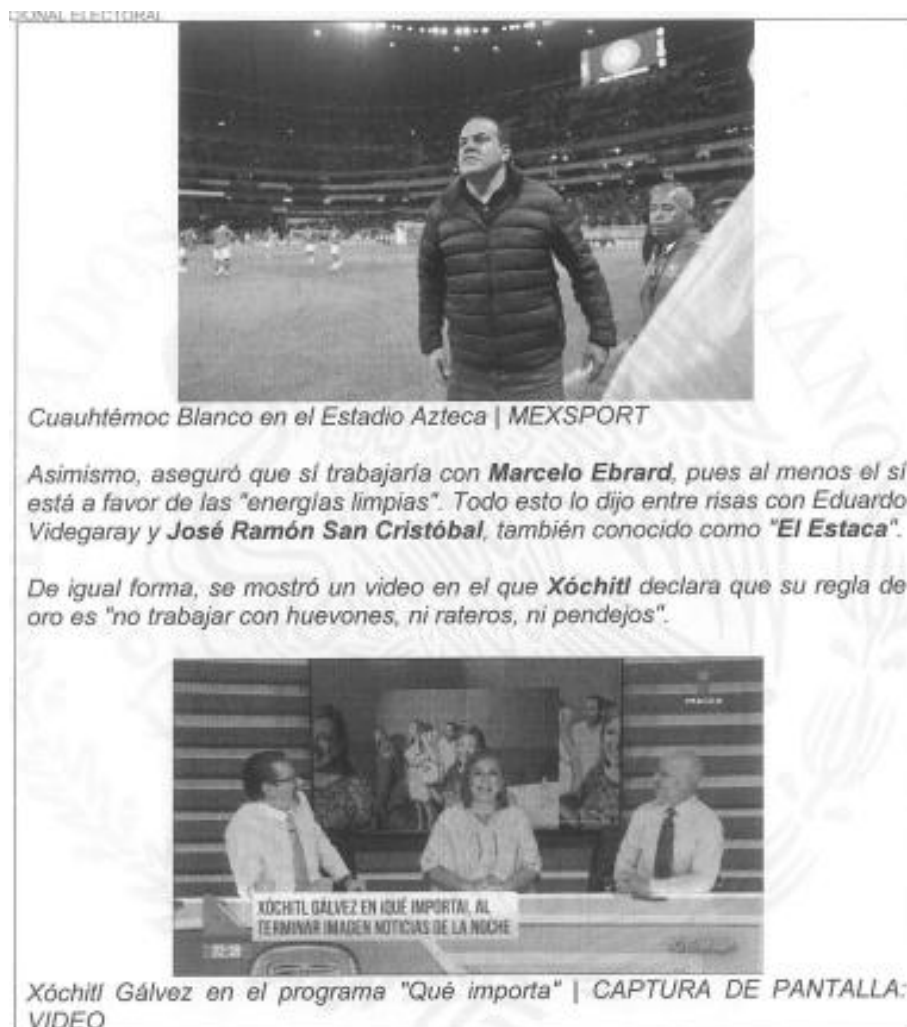 CIONAL ELECTORAL
Cuauhtémoc Blanco en el Estadio Azteca | MEXSPORT
Asimismo, aseguró que sí trabajaría con Marcelo Ebrard, pues al menos el sí
está a favor de las "energías limpias". Todo esto lo dijo entre risas con Eduardo
Videgaray y José Ramón San Cristóbal, también conocido como "El Estaca".
De igual forma, se mostró un video en el que Xóchitl declara que su regla de
oro es "no trabajar con huevones, ni rateros, ni pendejos".
IMAGEN
XÓCHITL GÁLVEZ EN ¡QUÉ IMPORTA!, AL
TERMINAR IMAGEN NOTICIAS DE LA NOCHE
Xóchitl Gálvez en el programa "Qué importa" | CAPTURA DE PANTALLA:
VIDEO